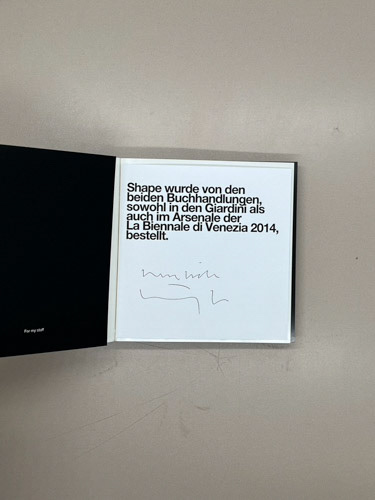 For my staff
Shape wurde von den
beiden Buchhandlungen,
sowohl in den Giardini als
auch im Arsenale der
La Biennale di Venezia 2014,
bestellt.